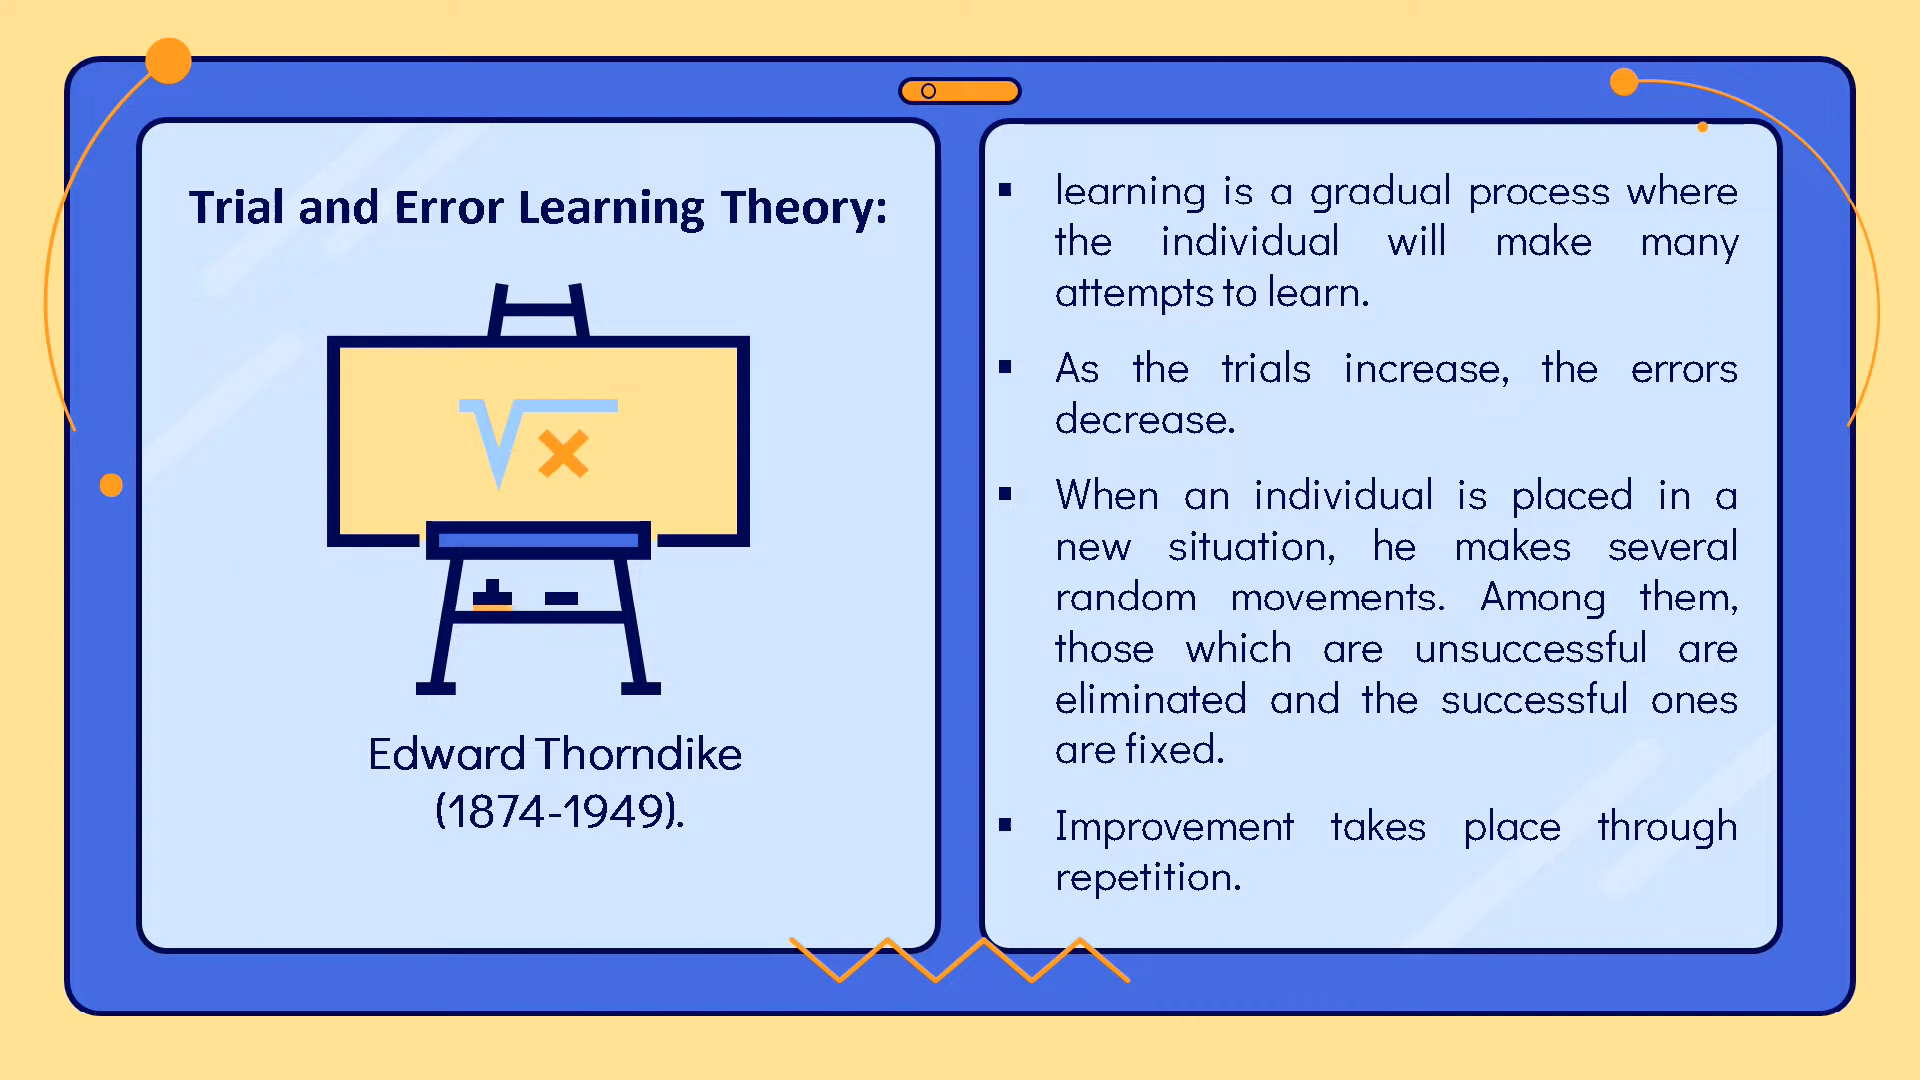 Trial and Error Learning Theory:
√x
Edward Thorndike
(1874-1949).
▪ learning is a gradual process where
the individual will make many
attempts to learn.
▪ As the trials increase, the errors
decrease.
▪ When an individual is placed in a
new situation, he makes several
random movements. Among them,
those which are unsuccessful are
eliminated and the successful ones
are fixed.
▪ Improvement takes place through
repetition.